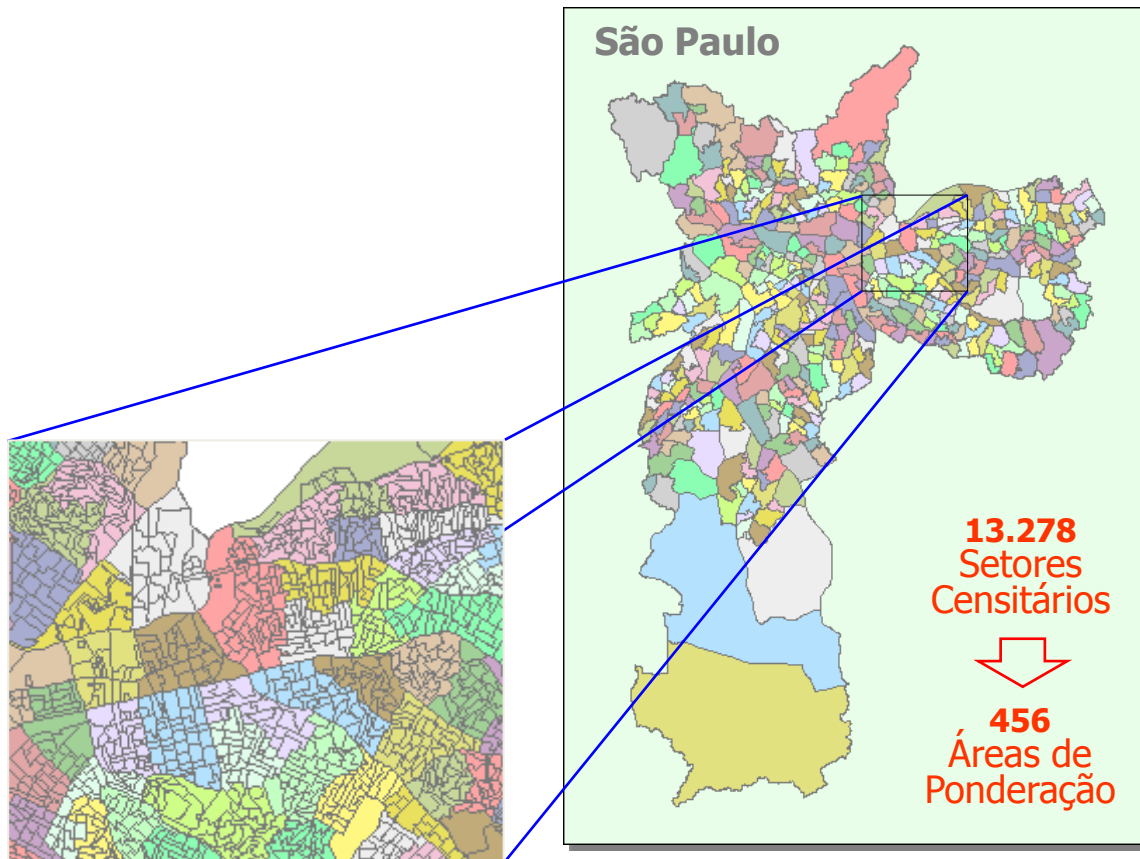 São Paulo
13.278
Setores
Censitários
456
Áreas de
Ponderação